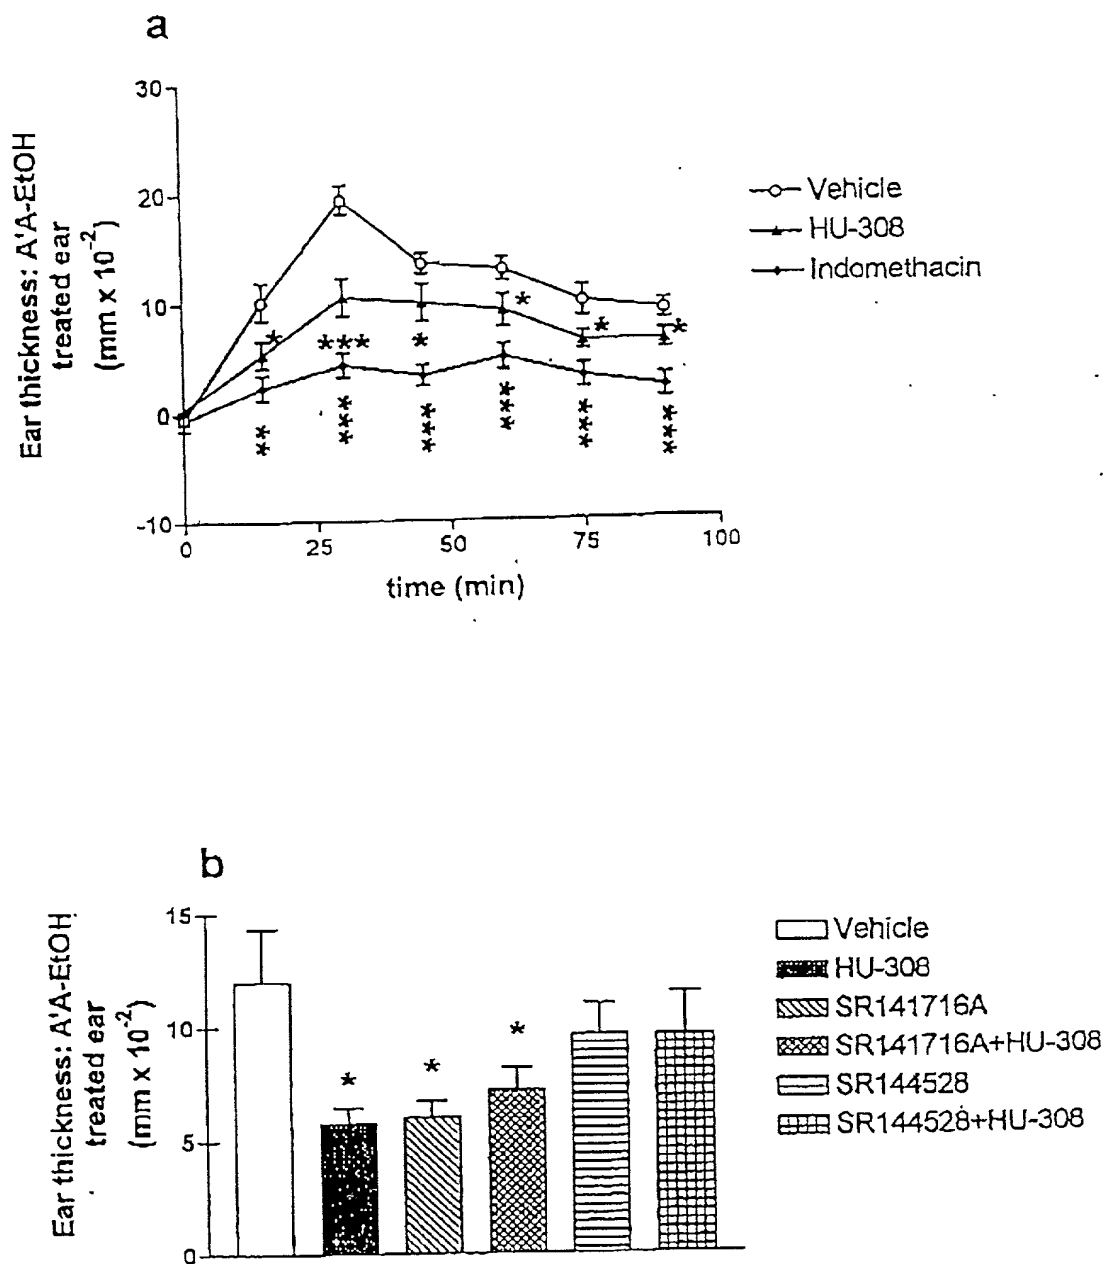 a
Ear thickness: A'A-EtOH
treated ear
(mm x 10⁻²)
30
20
10
0
-10
0 25 50 75 100
time (min)
Vehicle
HU-308
Indomethacin
* *** * * * *
** *** *** *** *** ***
b
Ear thickness: A'A-EtOH
treated ear
(mm x 10⁻²)
15
10
5
0
* * *
Vehicle
HU-308
SR141716A
SR141716A+HU-308
SR144528
SR144528+HU-308